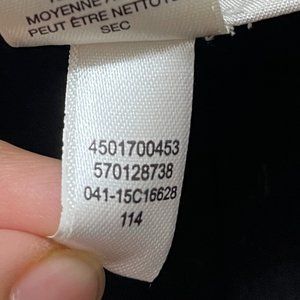 MOYENNE
PEUT ÊTRE NETTOYÉ
SEC
4501700453
570128738
041-15C16628
114